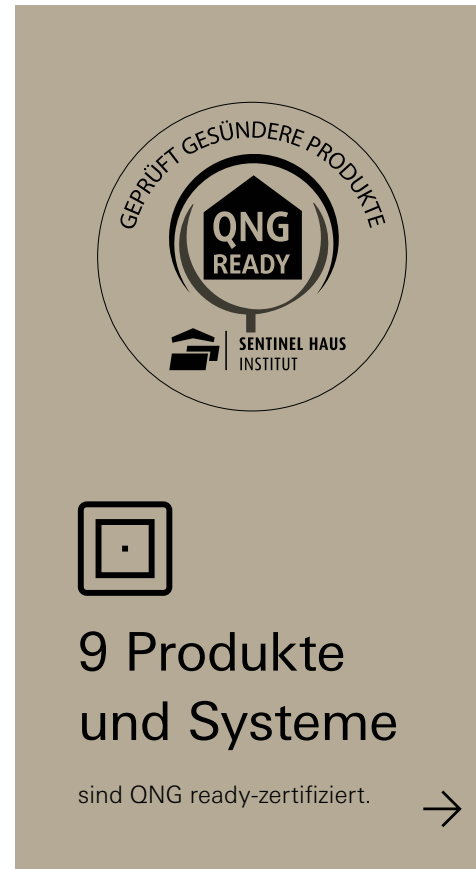 GEPRÜFT GESÜNDERE PRODUKTE
QNG
READY
SENTINEL HAUS
INSTITUT
9 Produkte
und Systeme
sind QNG ready-zertifiziert.